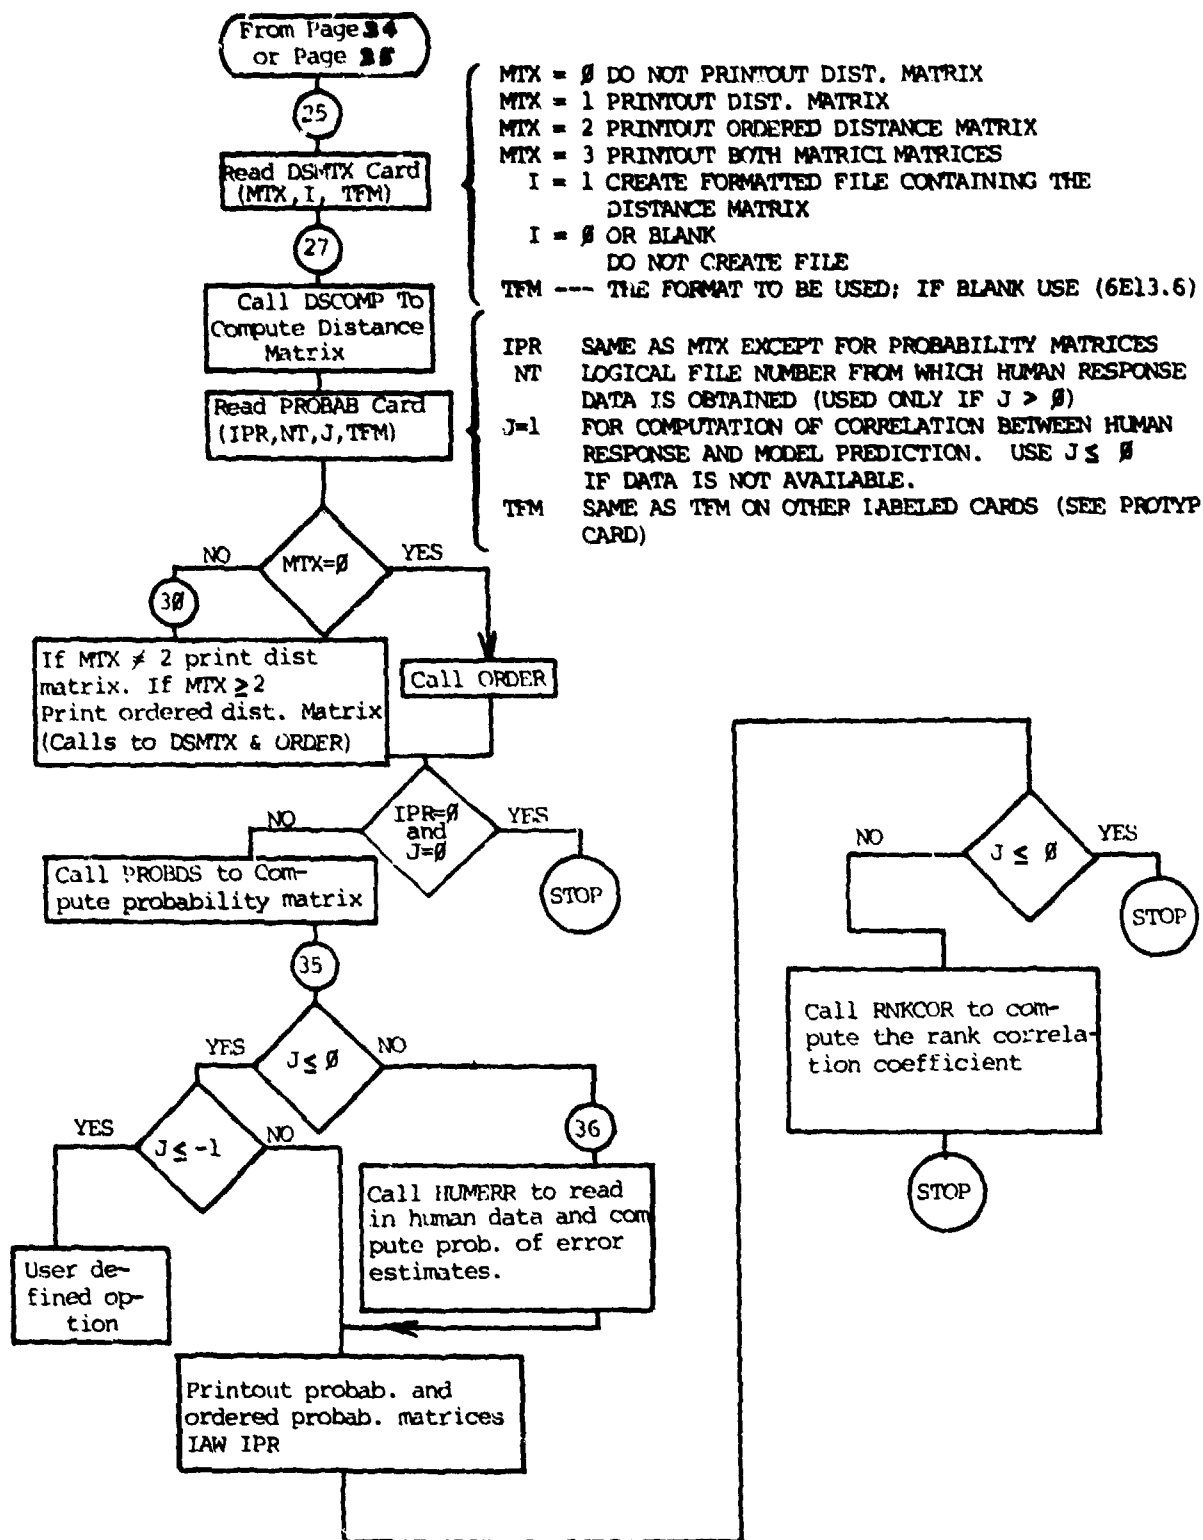 From Page 34
or Page 35
25
Read DSMTX Card
(MTX, I, TFM)
27
Call DSCOMP To
Compute Distance
Matrix
Read PROBAB Card
(IPR,NT,J,TFM)
MTX = Ø DO NOT PRINTOUT DIST. MATRIX
MTX = 1 PRINTOUT DIST. MATRIX
MTX = 2 PRINTOUT ORDERED DISTANCE MATRIX
MTX = 3 PRINTOUT BOTH MATRICI MATRICES
I = 1 CREATE FORMATTED FILE CONTAINING THE
DISTANCE MATRIX
I = Ø OR BLANK
DO NOT CREATE FILE
TFM --- THE FORMAT TO BE USED; IF BLANK USE (6E13.6)
IPR SAME AS MTX EXCEPT FOR PROBABILITY MATRICES
NT LOGICAL FILE NUMBER FROM WHICH HUMAN RESPONSE
DATA IS OBTAINED (USED ONLY IF J > Ø)
J=1 FOR COMPUTATION OF CORRELATION BETWEEN HUMAN
RESPONSE AND MODEL PREDICTION. USE J ≤ Ø
IF DATA IS NOT AVAILABLE.
TFM SAME AS TFM ON OTHER LABELED CARDS (SEE PROTYP
CARD)
NO
MTX=Ø
YES
3Ø
If MTX ≠ 2 print dist
matrix. If MTX ≥ 2
Print ordered dist. Matrix
(Calls to DSMTX & ORDER)
Call ORDER
NO
IPR=Ø
and
J=Ø
YES
STOP
Call PROBDS to Com-
pute probability matrix
35
YES
J ≤ Ø
NO
YES
J ≤ -1
NO
36
User de-
fined op-
tion
Call HUMERR to read
in human data and com
pute prob. of error
estimates.
Printout probab. and
ordered probab. matrices
IAW IPR
NO
J ≤ Ø
YES
STOP
Call RNKCOR to com-
pute the rank correla-
tion coefficient
STOP